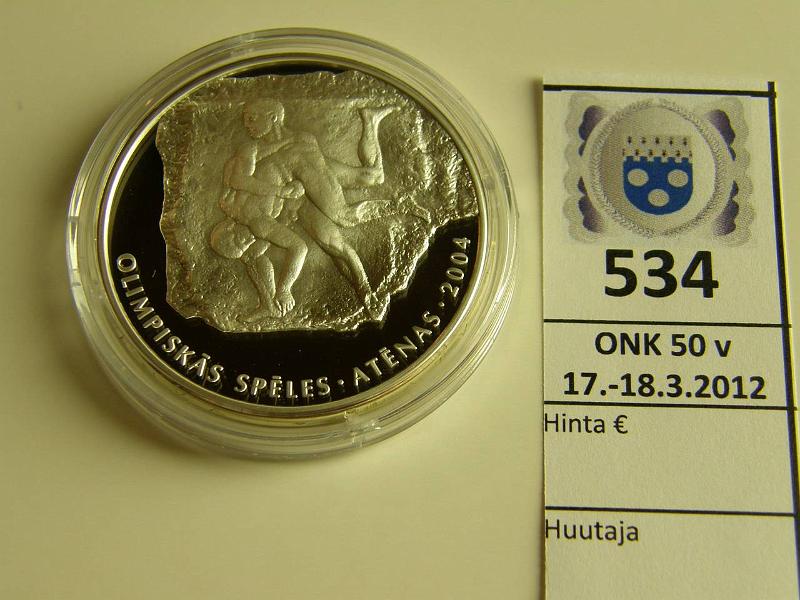 OLIMPISKĀS SPĒLES · ATĒNAS · 2004
534
ONK 50 v
17.-18.3.2012
Hinta €
Huutaja